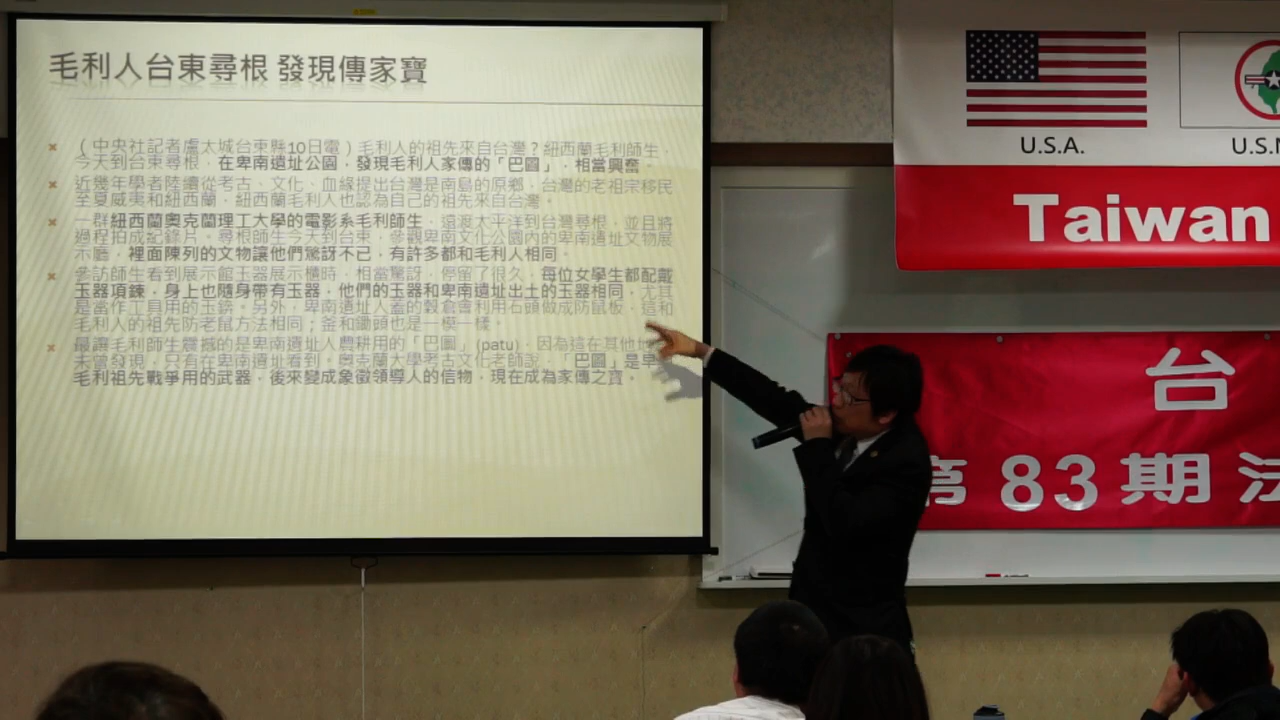 毛利人台東尋根 發現傳家寶
(中央社記者盧太城台東縣10日電)毛利人的祖先來自台灣?紐西蘭毛利師生,
今天到台東尋根,在卑南遺址公園,發現毛利人家傳的「巴圖」,相當興奮
近幾年學者陸續從考古、文化、血緣提出台灣是南島的原鄉,台灣的老祖宗移民
至夏威夷和紐西蘭,紐西蘭毛利人也認為自己的祖先來自台灣。
一群紐西蘭奧克蘭理工大學的電影系毛利師生,遠渡太平洋到台灣尋根,並且將
過程拍成記錄片。尋根師生今天到台東,參觀卑南文化公園內的卑南遺址文物展
示廳,裡面陳列的文物讓他們驚訝不已,有許多都和毛利人相同。
參訪師生看到展示館玉器展示櫃時,相當驚訝,停留了很久,每位女學生都配戴
玉器項鍊,身上也隨身帶有玉器,他們的玉器和卑南遺址出土的玉器相同,尤其
是當作工具用的玉錛。另外,卑南遺址人蓋的穀倉會利用石頭做成防鼠板,這和
毛利人的祖先防老鼠方法相同;釜和鋤頭也是一模一樣。
最讓毛利師生震撼的是卑南遺址人農耕用的「巴圖」(patu),因為這在其他地
未曾發現,只有在卑南遺址看到。奧克蘭大學考古文化老師說,「巴圖」是早
毛利祖先戰爭用的武器,後來變成象徵領導人的信物,現在成為家傳之寶。
U.S.A.
U.S.
Taiwan
台
第 83 期 法